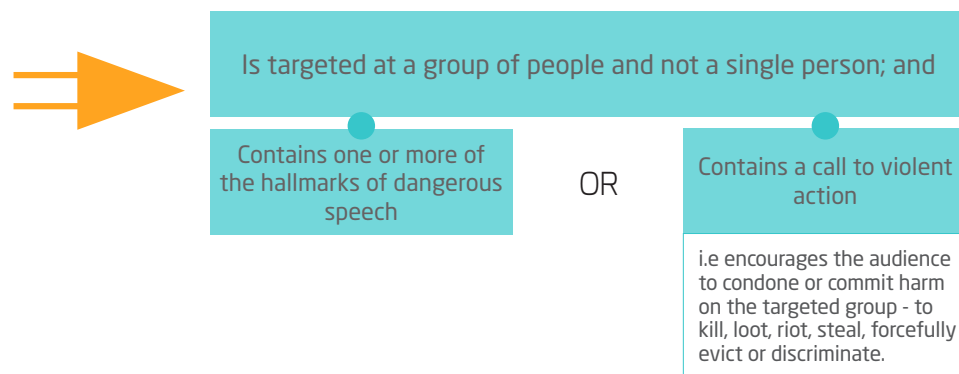 Is targeted at a group of people and not a single person; and
Contains one or more of
the hallmarks of dangerous
speech
OR
Contains a call to violent
action
i.e encourages the audience
to condone or commit harm
on the targeted group - to
kill, loot, riot, steal, forcefully
evict or discriminate.